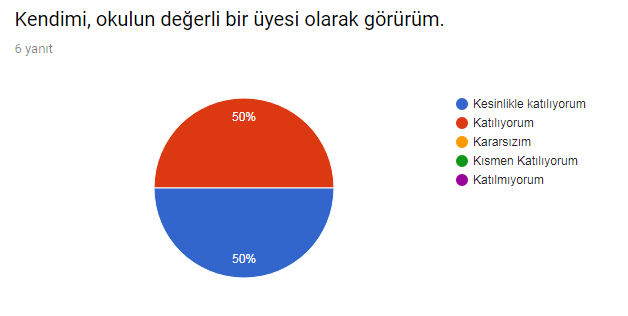 Kendimi, okulun değerli bir üyesi olarak görürüm.
6 yanıt
50%
50%
Kesinlikle katılıyorum
Katılıyorum
Kararsızım
Kısmen Katılıyorum
Katılmıyorum